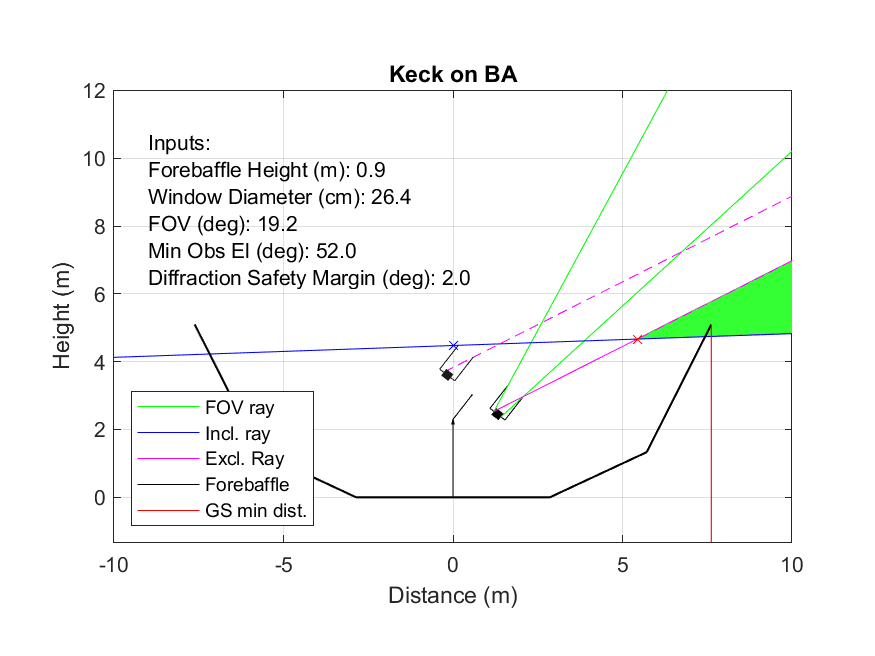 Keck on BA
12
10
8
6
4
2
0
Height (m)
Inputs:
Forebaffle Height (m): 0.9
Window Diameter (cm): 26.4
FOV (deg): 19.2
Min Obs El (deg): 52.0
Diffraction Safety Margin (deg): 2.0
FOV ray
Incl. ray
Excl. Ray
Forebaffle
GS min dist.
-10 -5 0 5 10
Distance (m)